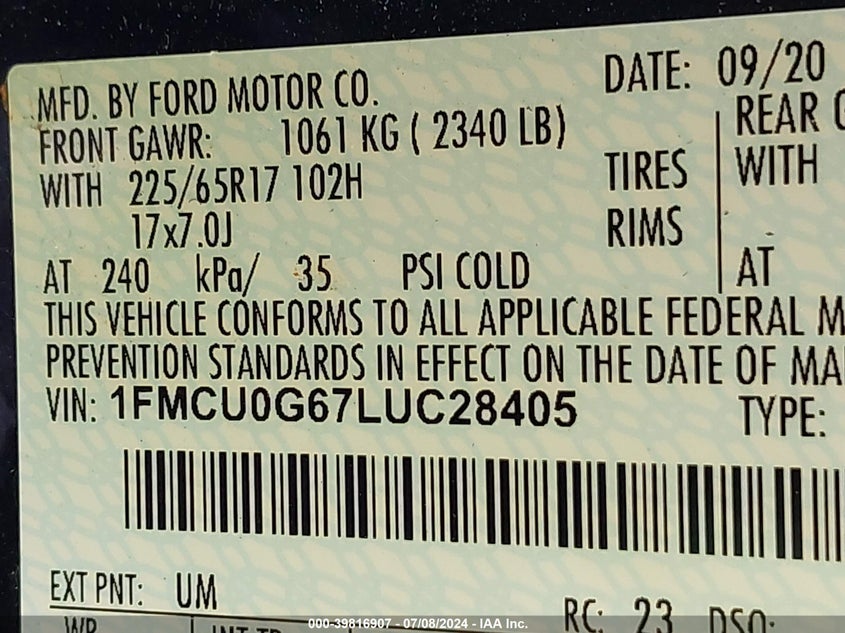 MFD. BY FORD MOTOR CO. DATE: 09/20
FRONT GAWR: 1061 KG ( 2340 LB) REAR
WITH 225/65R17 102H TIRES WITH
17x7.0J RIMS
AT 240 kPa/ 35 PSI COLD AT
THIS VEHICLE CONFORMS TO ALL APPLICABLE FEDERAL M
PREVENTION STANDARDS IN EFFECT ON THE DATE OF MA
VIN: 1FMCU0G67LUC28405 TYPE:
EXT PNT: UM RC: 23 DSO:
000-39816907 - 07/08/2024 - IAA Inc.